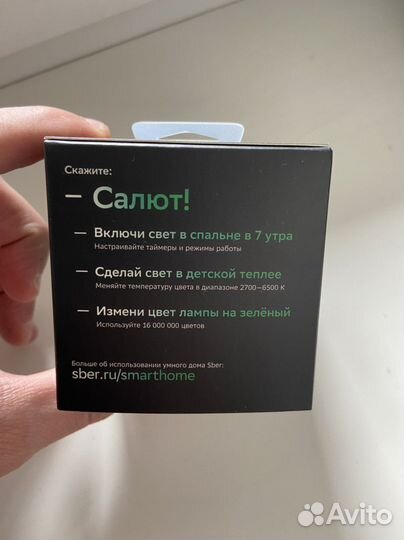 Скажите:
– Салют!
— Включи свет в спальне в 7 утра
Настраивайте таймеры и режимы работы
— Сделай свет в детской теплее
Меняйте температуру цвета в диапазоне 2700–6500 К
— Измени цвет лампы на зелёный
Используйте 16 000 000 цветов
Больше об использовании умного дома Sber:
sber.ru/smarthome
Avito